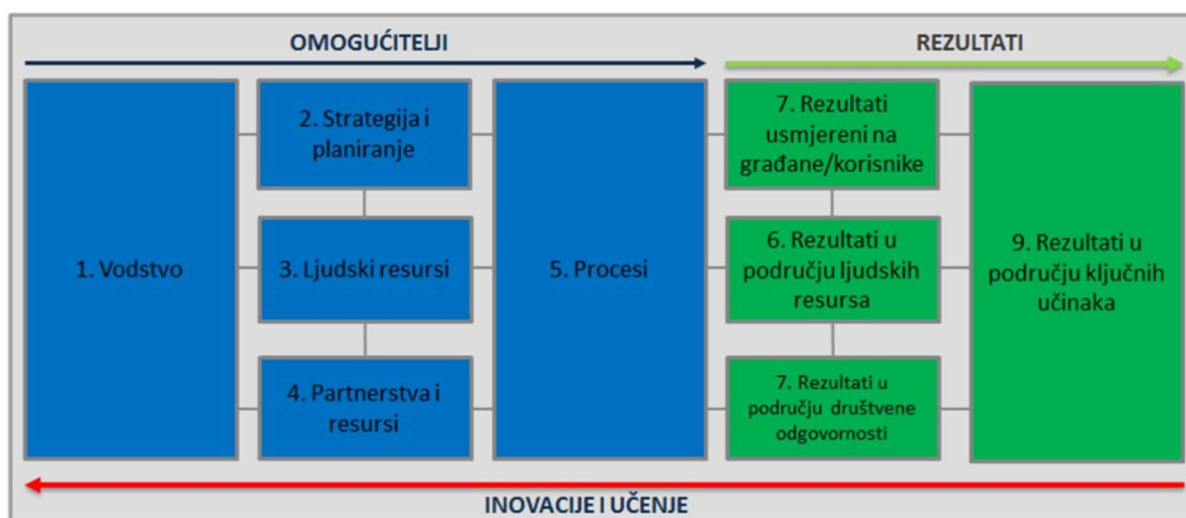 OMOGUĆITELJI
REZULTATI
1. Vodstvo
2. Strategija i
planiranje
3. Ljudski resursi
4. Partnerstva i
resursi
5. Procesi
7. Rezultati
usmjereni na
građane/korisnike
6. Rezultati u
području ljudskih
resursa
7. Rezultati u
području društvene
odgovornosti
9. Rezultati u
području ključnih
učinaka
INOVACIJE I UČENJE